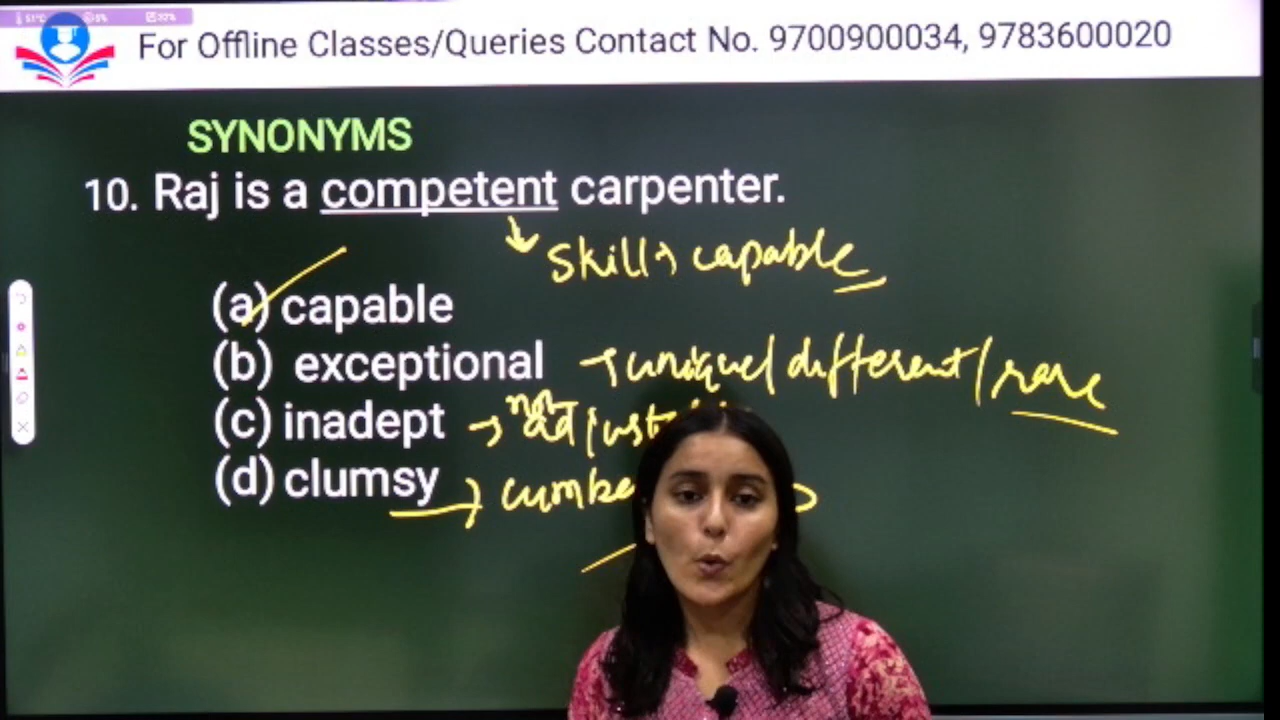 For Offline Classes/Queries Contact No. 9700900034, 9783600020
SYNONYMS
10. Raj is a competent carpenter.
skill, capable
(a) capable
(b) exceptional → unique/different/rare
(c) inadept → not
(d) clumsy →